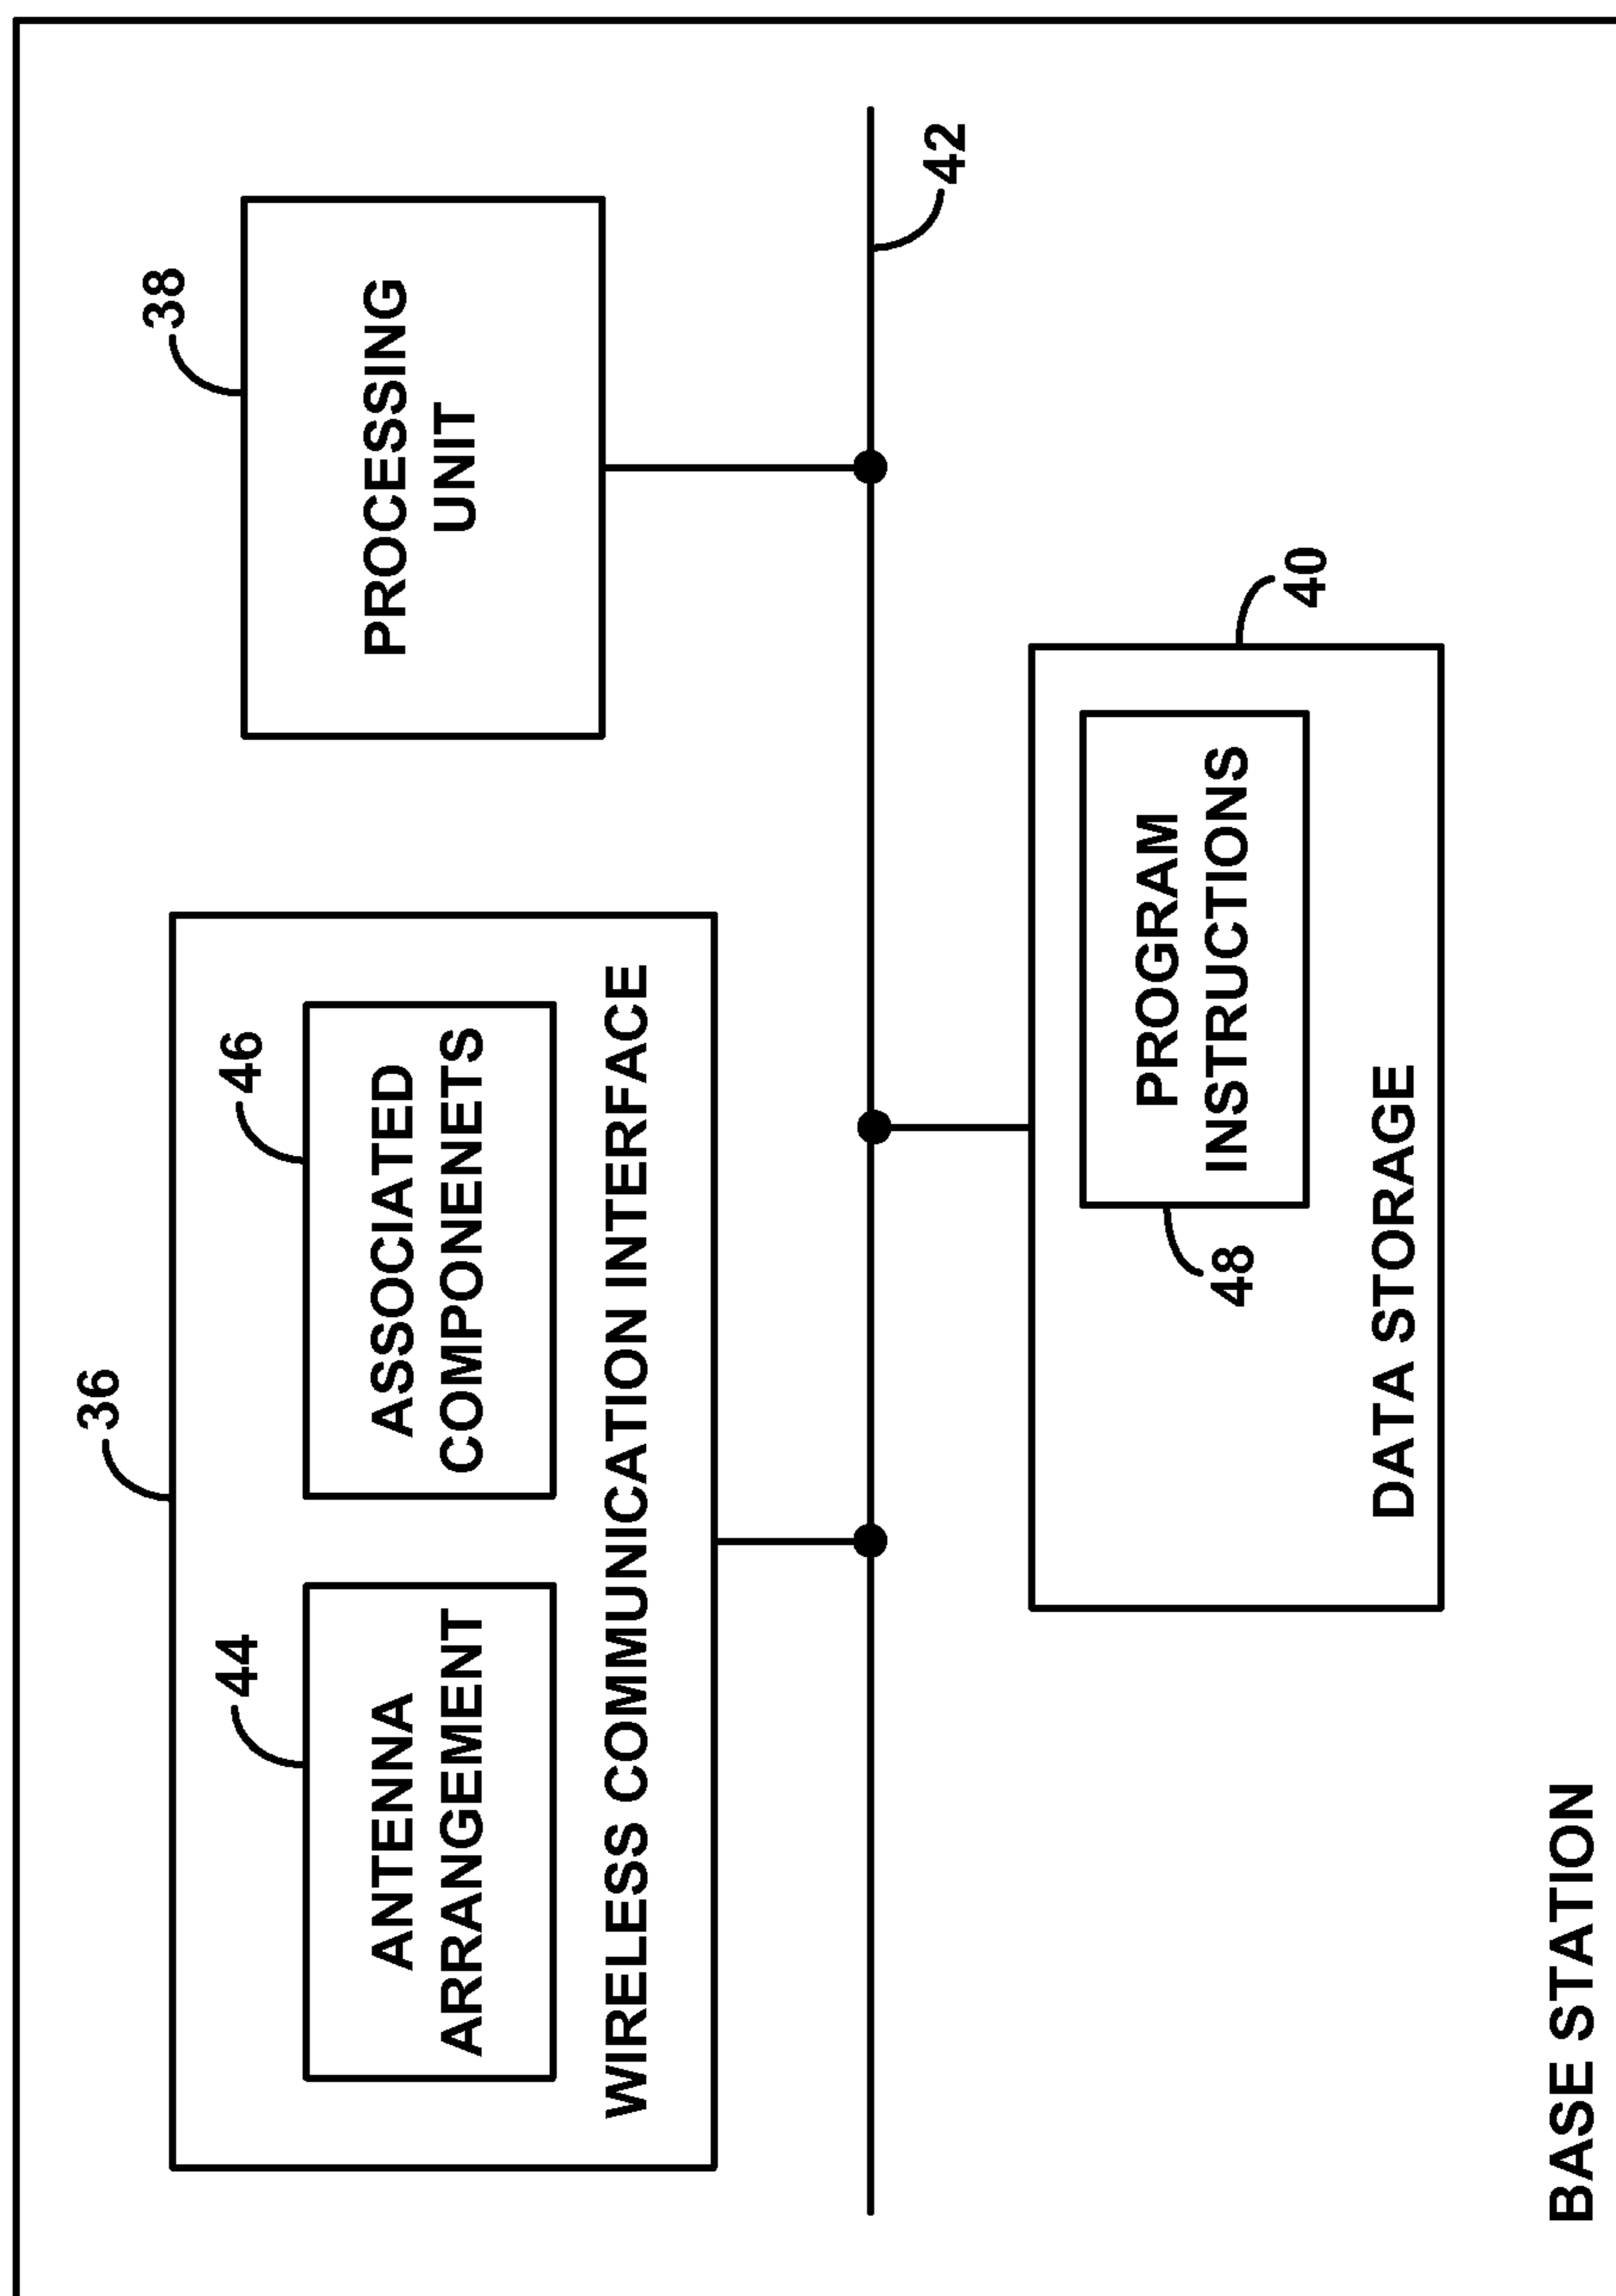 36
38
44
46
ANTENNA
ARRANGEMENT
ASSOCIATED
COMPONENETS
WIRELESS COMMUNICATION INTERFACE
PROCESSING
UNIT
42
40
PROGRAM
INSTRUCTIONS
48
DATA STORAGE
BASE STATION